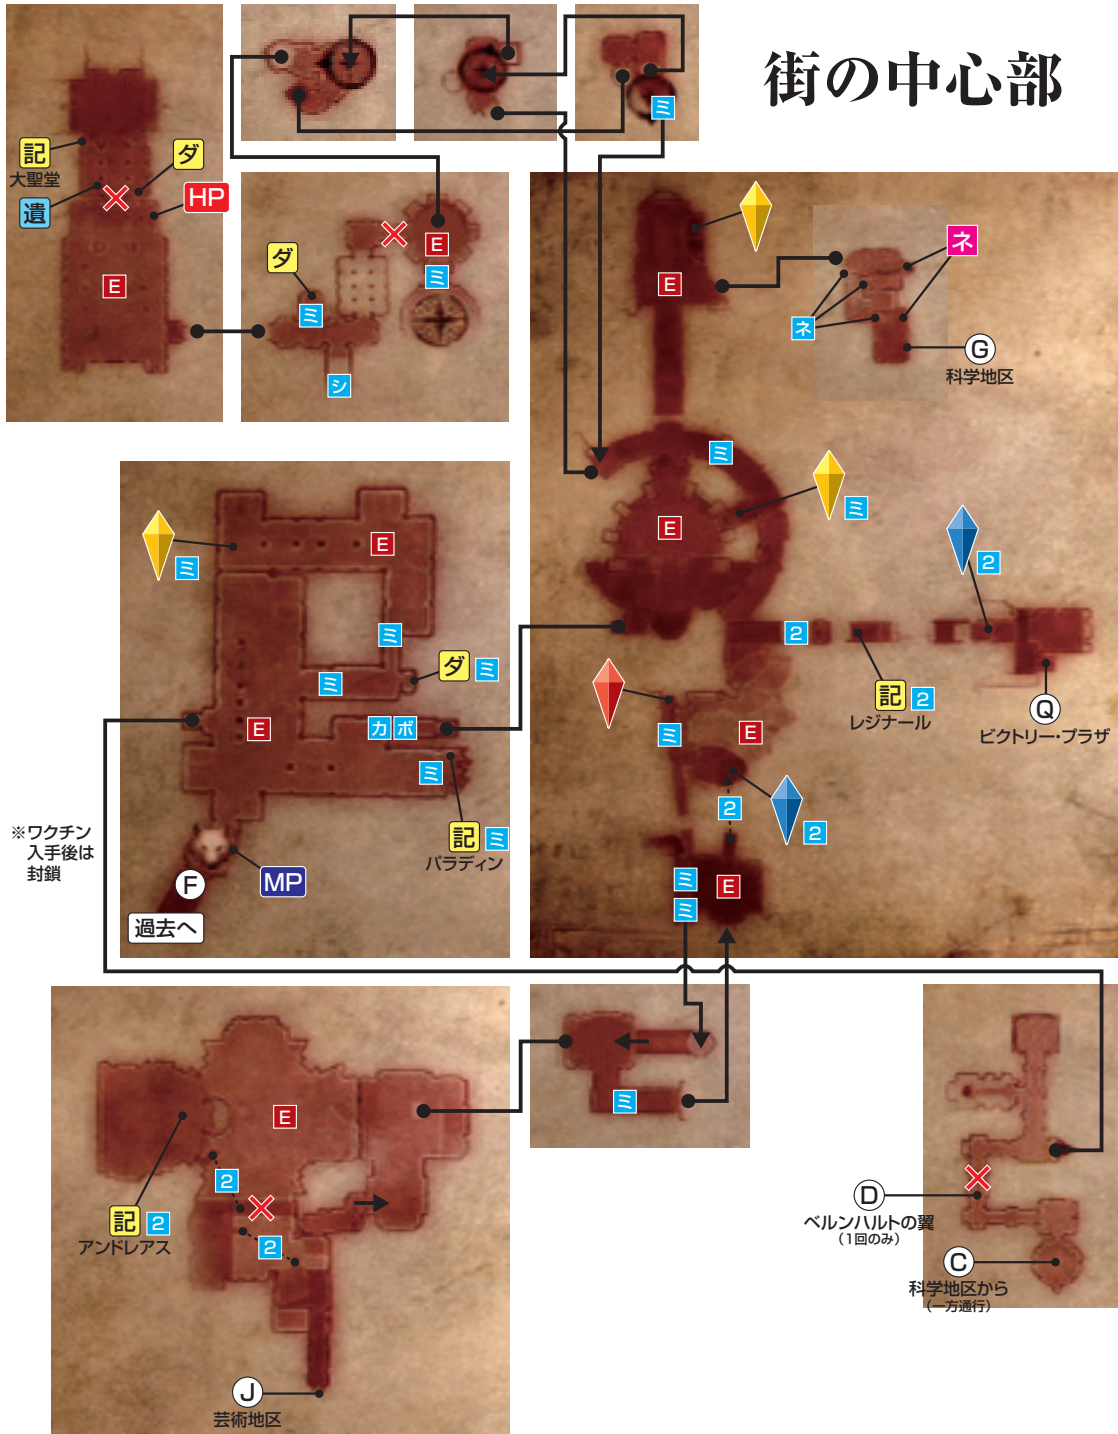 街の中心部
記
大聖堂
ダ
遺
HP
E
ダ
E
ミ
ミ
シ
ミ
E
ネ
ネ
G
科学地区
ミ
ミ
E
2
2
記
2
レジナール
Q
ビクトリー・プラザ
ミ
E
2
2
ミ
E
ミ
ミ
E
ミ
ミ
ダ
ミ
E
カ
ボ
ミ
記
ミ
パラディン
※ワクチン
入手後は
封鎖
MP
F
過去へ
E
2
記
2
アンドレアス
2
J
芸術地区
ミ
D
ベルンハルトの翼
(1回のみ)
C
科学地区から
(一方通行)